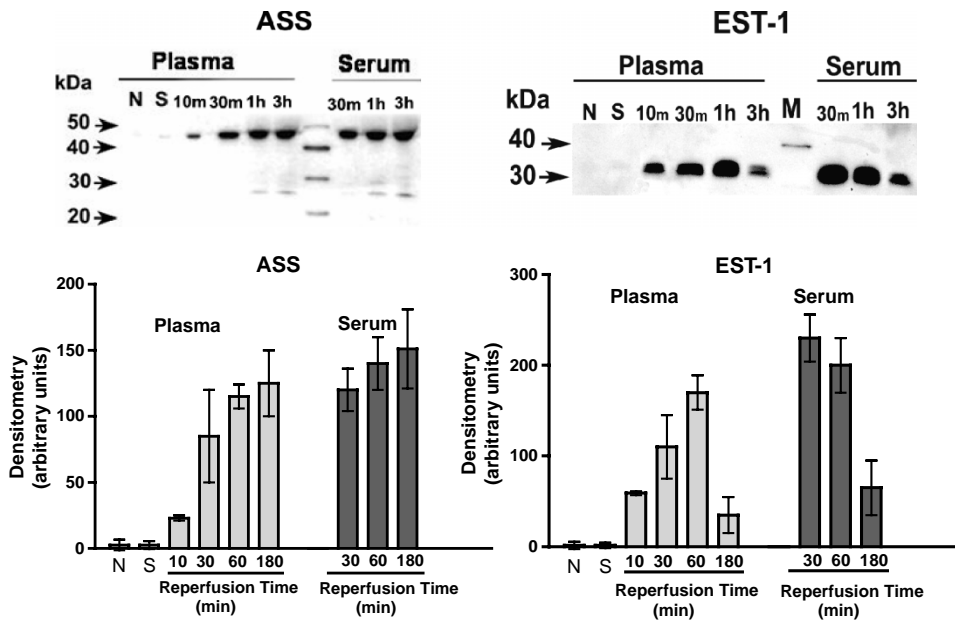 ASS
Plasma
Serum
kDa
N S 10m 30m 1h 3h
30m 1h 3h
50
40
30
20
EST-1
Plasma
Serum
kDa
N S 10m 30m 1h 3h M 30m 1h 3h
40
30
ASS
Densitometry
(arbitrary units)
200
150
100
50
0
Plasma
Serum
N S 10 30 60 180
30 60 180
Reperfusion Time
(min)
Reperfusion Time
(min)
EST-1
Densitometry
(arbitrary units)
300
200
100
0
Plasma
Serum
N S 10 30 60 180
30 60 180
Reperfusion Time
(min)
Reperfusion Time
(min)